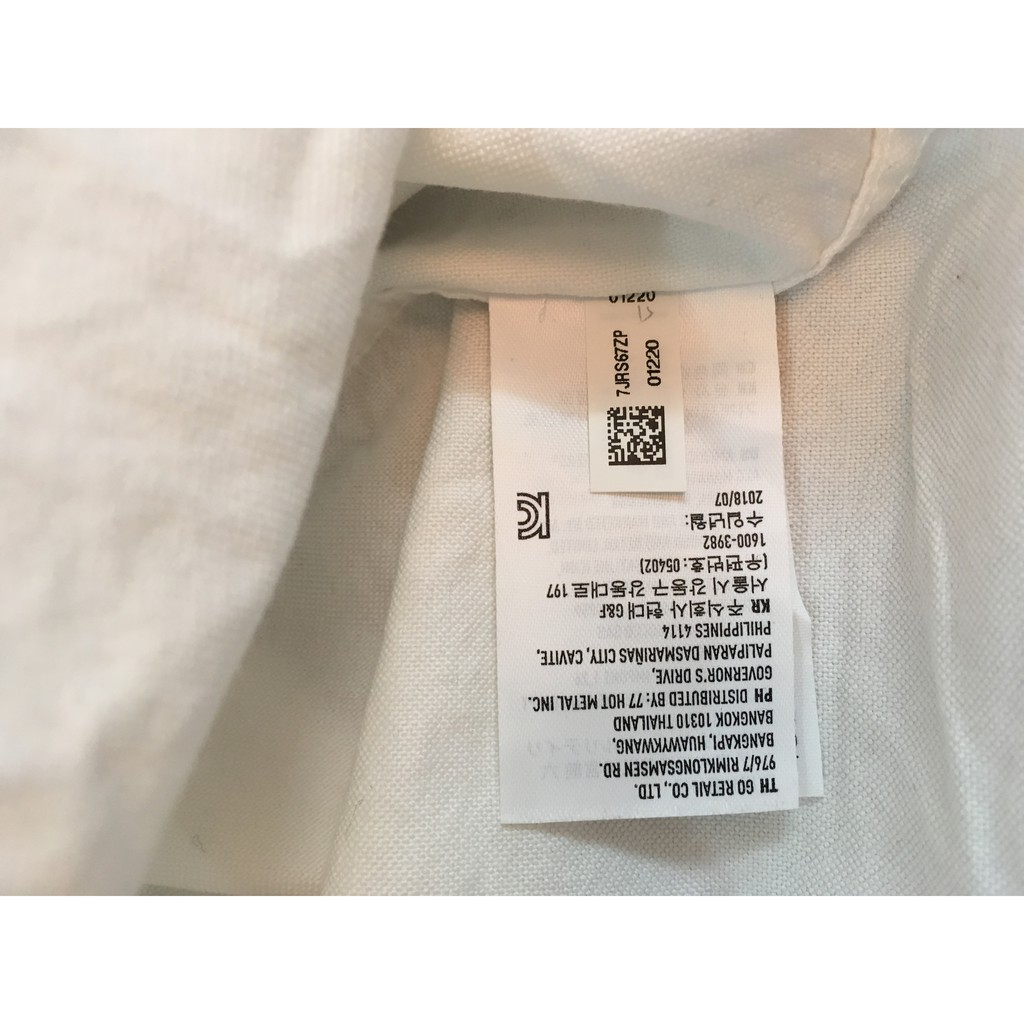 TH GO RETAIL CO., LTD.
976/7 RIMKLONGSAMSEN RD.
BANGKAPI, HUAWYKWANG,
BANGKOK 10310 THAILAND
PH DISTRIBUTED BY: 77 HOT METAL INC.
GOVERNOR'S DRIVE,
PALIPARAN DASMARIÑAS CITY, CAVITE,
PHILIPPINES 4114
KR 주식회사 현대 G&F
서울시 강동구 강동대로 197
(우편번호: 05402)
1600-3982
수입년월:
2018/07
7JRS67ZP
01220
01220